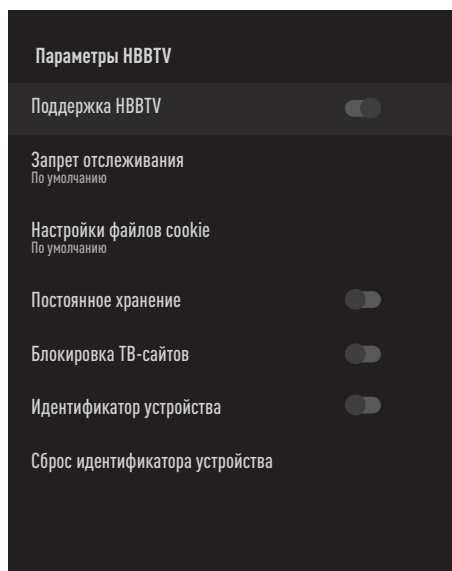 Параметры HBBTV
Поддержка HBBTV
Запрет отслеживания
По умолчанию
Настройки файлов cookie
По умолчанию
Постоянное хранение
Блокировка ТВ-сайтов
Идентификатор устройства
Сброс идентификатора устройства